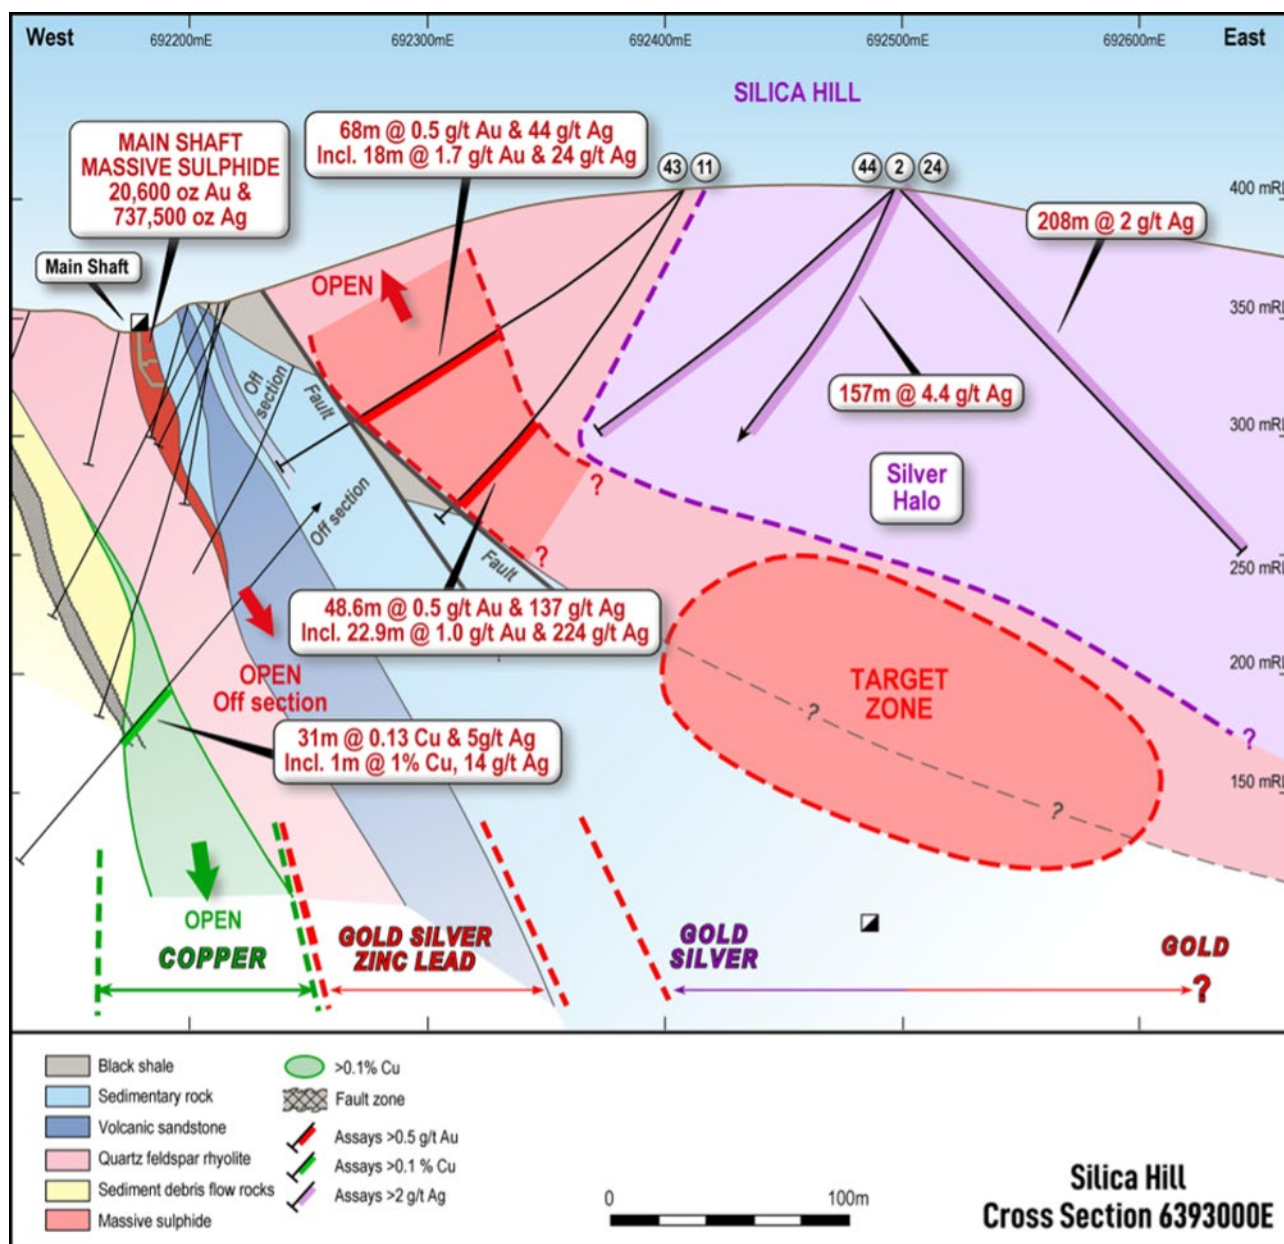 West
692200mE
692300mE
692400mE
692500mE
692600mE
East
SILICA HILL
MAIN SHAFT
MASSIVE SULPHIDE
20,600 oz Au &
737,500 oz Ag
68m @ 0.5 g/t Au & 44 g/t Ag
Incl. 18m @ 1.7 g/t Au & 24 g/t Ag
43
11
44
2
24
400 mRL
208m @ 2 g/t Ag
Main Shaft
OPEN
350 mRL
Off
section
Fault
157m @ 4.4 g/t Ag
300 mRL
Silver
Halo
?
Off section
?
Fault
250 mRL
48.6m @ 0.5 g/t Au & 137 g/t Ag
Incl. 22.9m @ 1.0 g/t Au & 224 g/t Ag
200 mRL
OPEN
Off section
TARGET
ZONE
?
?
31m @ 0.13 Cu & 5g/t Ag
Incl. 1m @ 1% Cu, 14 g/t Ag
150 mRL
?
OPEN
COPPER
GOLD SILVER
ZINC LEAD
GOLD
SILVER
GOLD
?
Black shale
Sedimentary rock
Volcanic sandstone
Quartz feldspar rhyolite
Sediment debris flow rocks
Massive sulphide
>0.1% Cu
Fault zone
Assays >0.5 g/t Au
Assays >0.1 % Cu
Assays >2 g/t Ag
0
100m
Silica Hill
Cross Section 6393000E